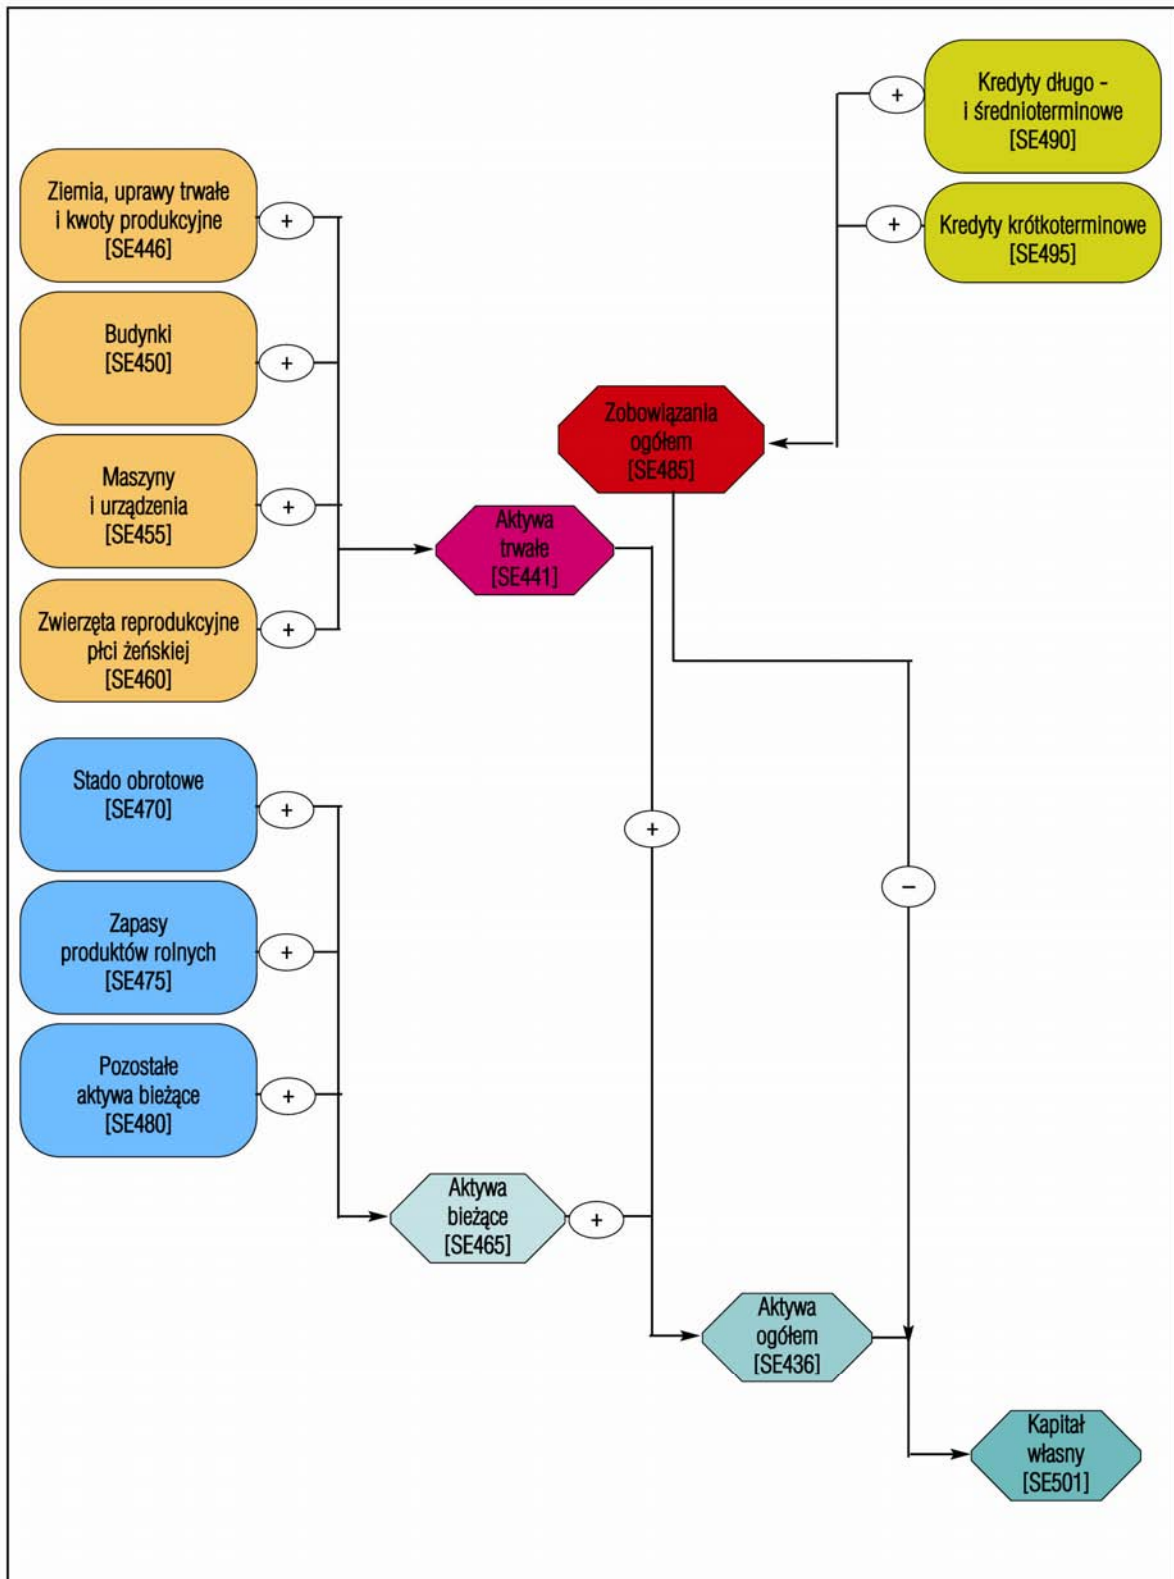 Kredyty długo -
i średnioterminowe
[SE490]
+
Ziemia, uprawy trwałe
i kwoty produkcyjne
[SE446]
+
Kredyty krótkoterminowe
[SE495]
+
Budynki
[SE450]
+
Zobowiązania
ogółem
[SE485]
Maszyny
i urządzenia
[SE455]
+
Aktywa
trwałe
[SE441]
Zwierzęta reprodukcyjne
płci żeńskiej
[SE460]
+
Stado obrotowe
[SE470]
+
+
−
Zapasy
produktów rolnych
[SE475]
+
Pozostałe
aktywa bieżące
[SE480]
+
Aktywa
bieżące
[SE465]
+
Aktywa
ogółem
[SE436]
Kapitał
własny
[SE501]